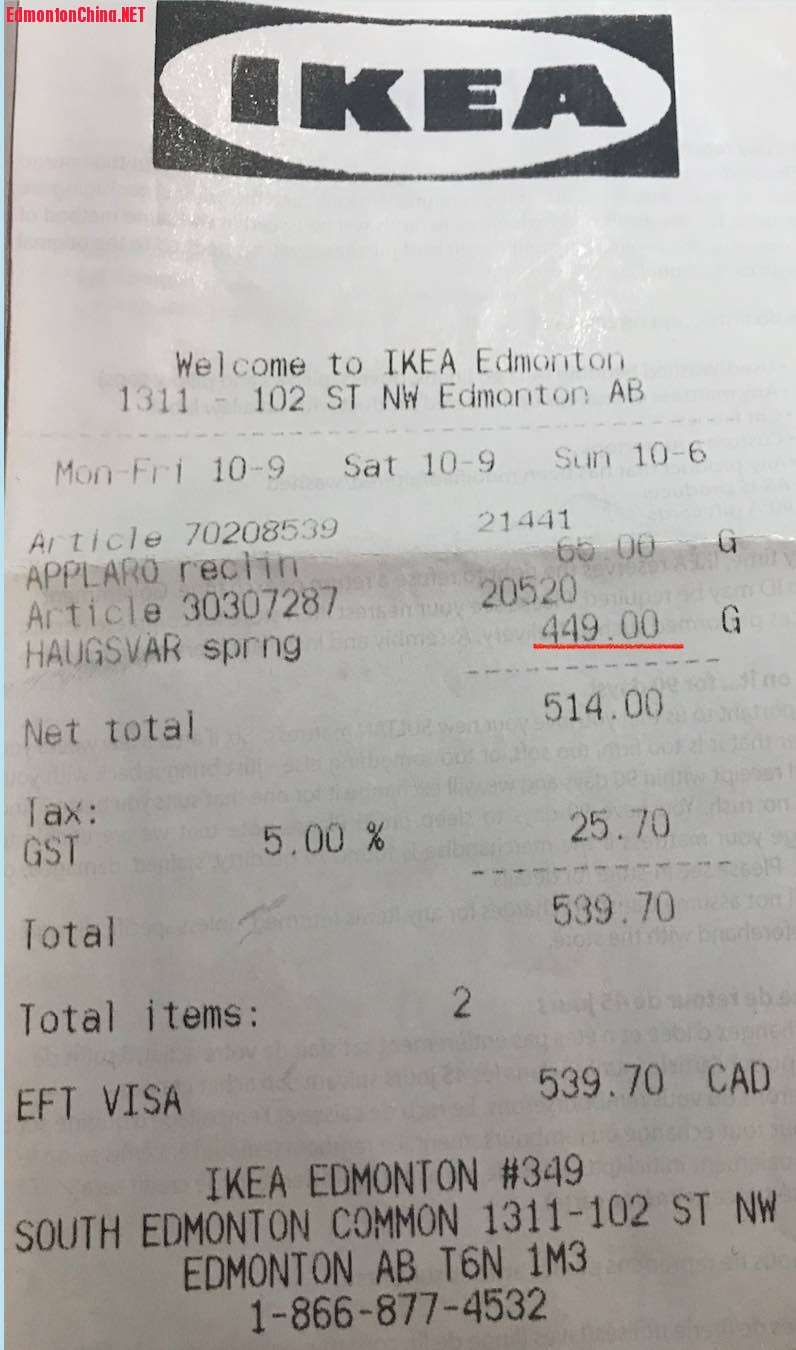 EdmontonChina.NET
IKEA
Welcome to IKEA Edmonton
1311 - 102 ST NW Edmonton AB
Mon-Fri 10-9 Sat 10-9 Sun 10-6
Article 70208539 21441
APPLARO reclin 65.00 G
Article 30307287 20520
HAUGSVAR sprng 449.00 G
Net total 514.00
Tax:
GST 5.00 % 25.70
Total 539.70
Total items: 2
EFT VISA 539.70 CAD
IKEA EDMONTON #349
SOUTH EDMONTON COMMON 1311-102 ST NW
EDMONTON AB T6N 1M3
1-866-877-4532